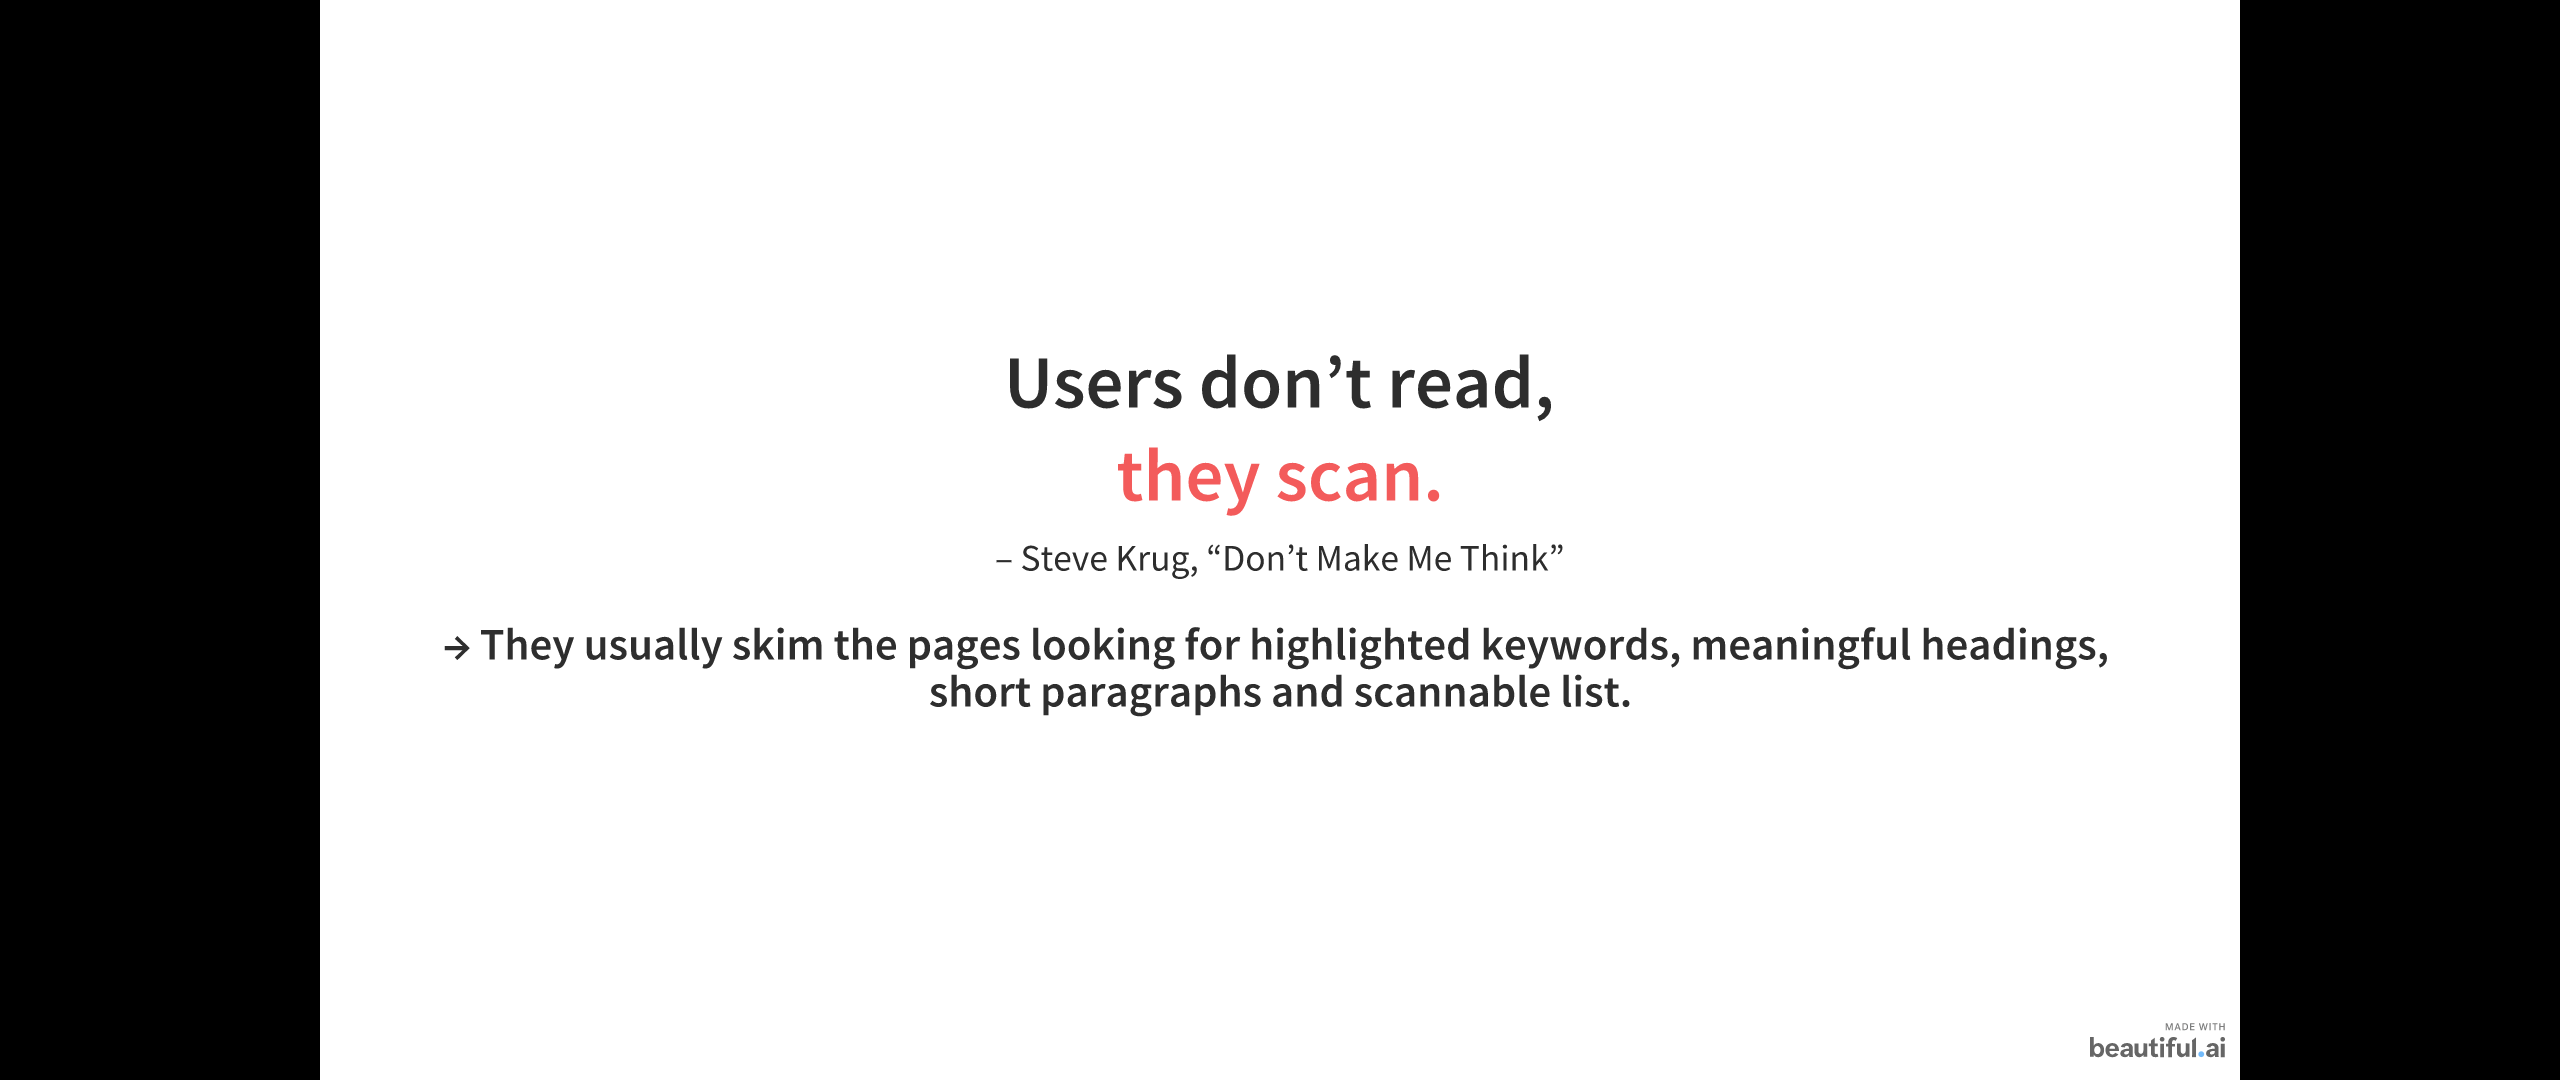 Users don’t read,
they scan.
– Steve Krug, “Don’t Make Me Think”
→ They usually skim the pages looking for highlighted keywords, meaningful headings,
short paragraphs and scannable list.
MADE WITH
beautiful.ai